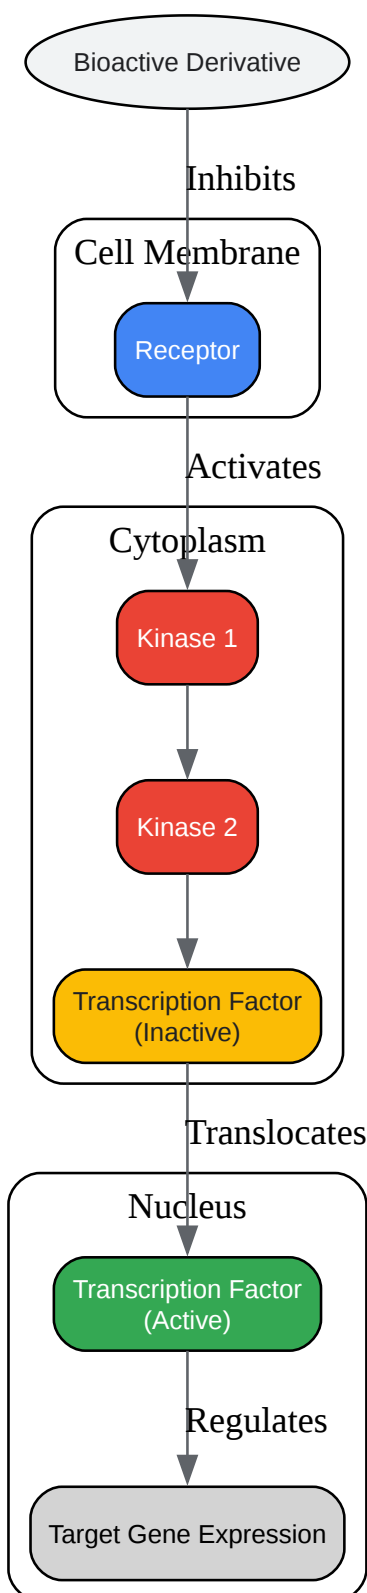 Bioactive Derivative
Inhibits
Cell Membrane
Receptor
Activates
Cytoplasm
Kinase 1
Kinase 2
Transcription Factor
(Inactive)
Translocates
Nucleus
Transcription Factor
(Active)
Regulates
Target Gene Expression